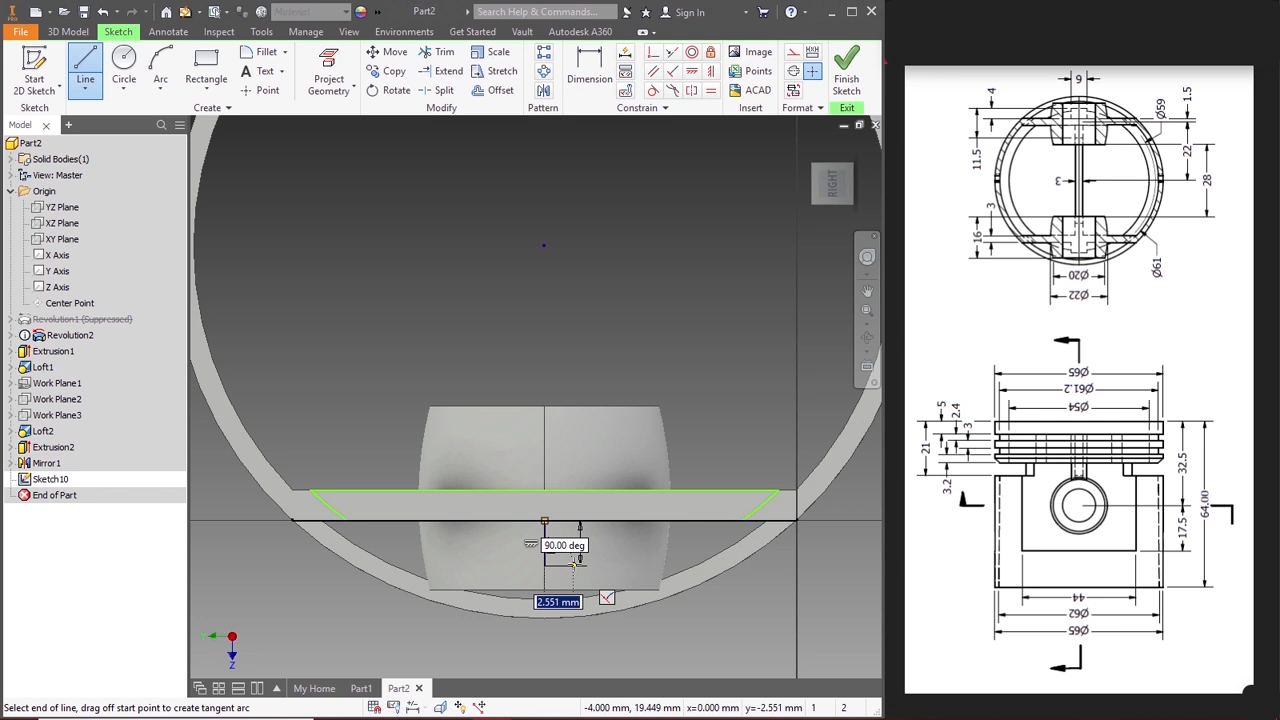 Material
Part2
Search Help & Commands...
Sign In
File
3D Model
Sketch
Annotate
Inspect
Tools
Manage
View
Environments
Get Started
Vault
Autodesk A360
Start
2D Sketch
Line
Circle
Arc
Rectangle
Fillet
Text
Point
Project
Geometry
Move
Copy
Rotate
Trim
Extend
Split
Scale
Stretch
Offset
Dimension
Image
Points
ACAD
Finish
Sketch
Sketch
Create
Modify
Constrain
Insert
Format
Exit
Model
Part2
Solid Bodies(1)
View: Master
Origin
YZ Plane
XZ Plane
XY Plane
X Axis
Y Axis
Z Axis
Center Point
Revolution1 (Suppressed)
Revolution2
Extrusion1
Loft1
Work Plane1
Work Plane2
Work Plane3
Loft2
Extrusion2
Mirror1
Sketch10
End of Part
RIGHT
90.00 deg
2.551 mm
Z
My Home
Part1
Part2
Select end of line, drag off start point to create tangent arc
-4.000 mm, 19.449 mm
x=0.000 mm
y=-2.551 mm
1
2
9
4
1.5
Ø59
11.5
22
28
3
3
16
Ø20
Ø22
Ø61
Ø65
Ø61.2
Ø54
5
2.4
3
21
3.2
32.5
64.00
17.5
44
Ø62
Ø65